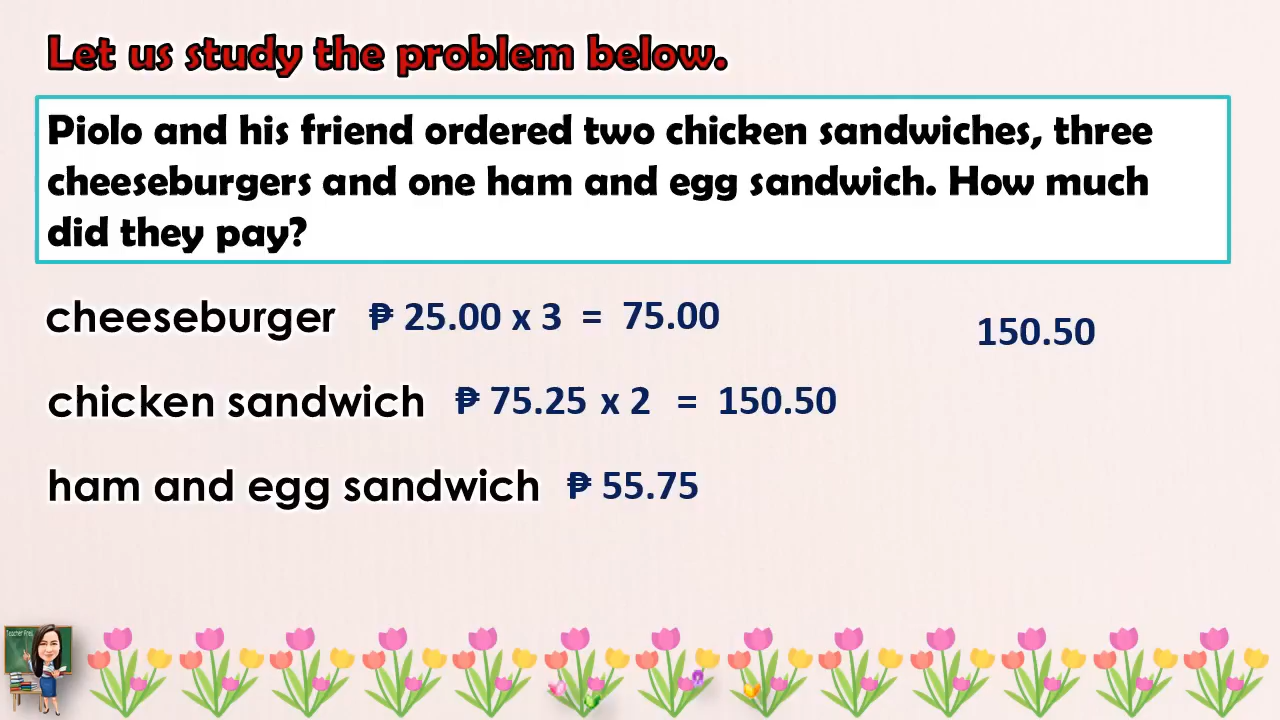 Let us study the problem below.
Piolo and his friend ordered two chicken sandwiches, three
cheeseburgers and one ham and egg sandwich. How much
did they pay?
cheeseburger ₱ 25.00 x 3 = 75.00
150.50
chicken sandwich ₱ 75.25 x 2 = 150.50
ham and egg sandwich ₱ 55.75